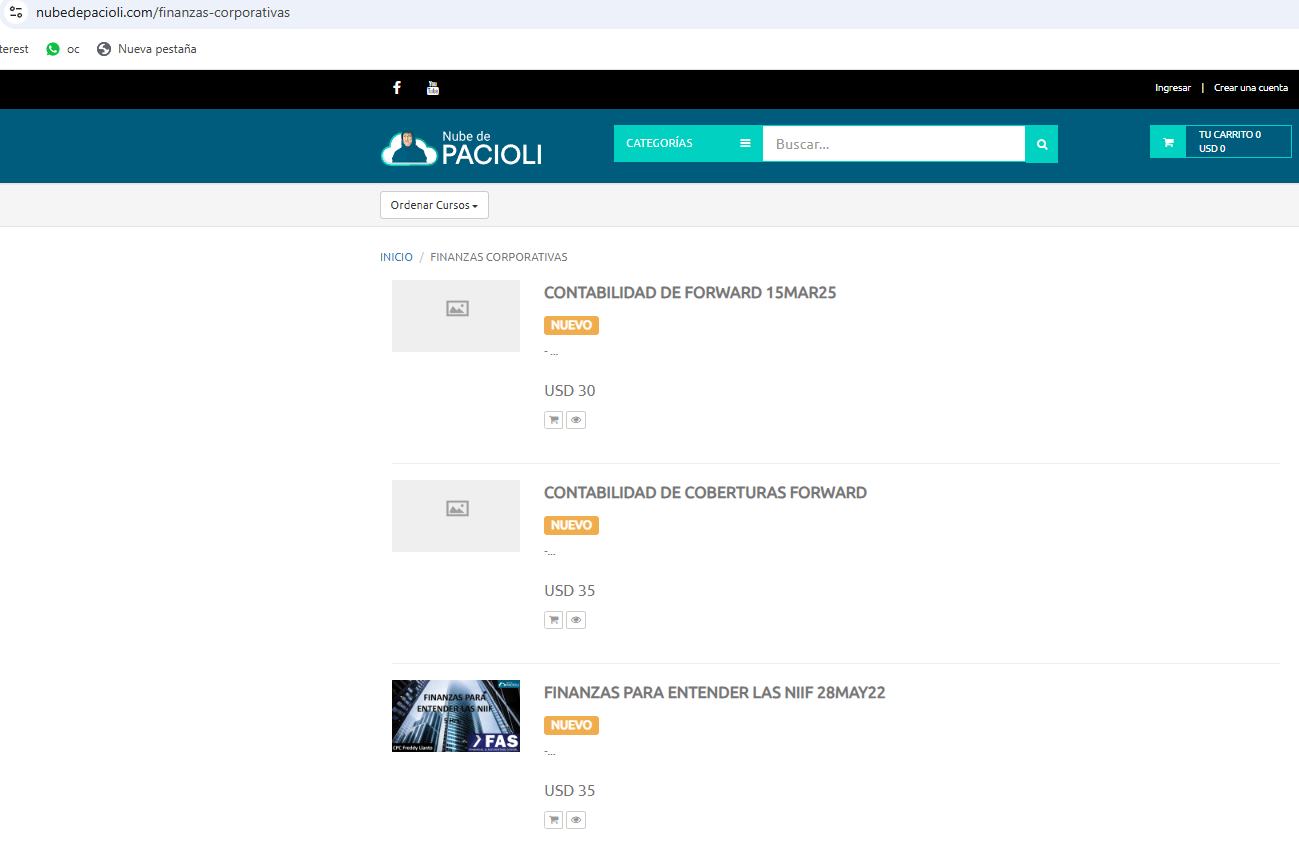 nubedepacioli.com/finanzas-corporativas
terest oc Nueva pestaña
You
Tube
Ingresar | Crear una cuenta
Nube de
PACIOLI
CATEGORÍAS
Buscar...
TU CARRITO 0
USD 0
Ordenar Cursos
INICIO / FINANZAS CORPORATIVAS
CONTABILIDAD DE FORWARD 15MAR25
NUEVO
- ...
USD 30
CONTABILIDAD DE COBERTURAS FORWARD
NUEVO
-...
USD 35
FINANZAS PARA
ENTENDER LAS NIIF
FAS
CPC Freddy Llanto
FINANZAS PARA ENTENDER LAS NIIF 28MAY22
NUEVO
-...
USD 35